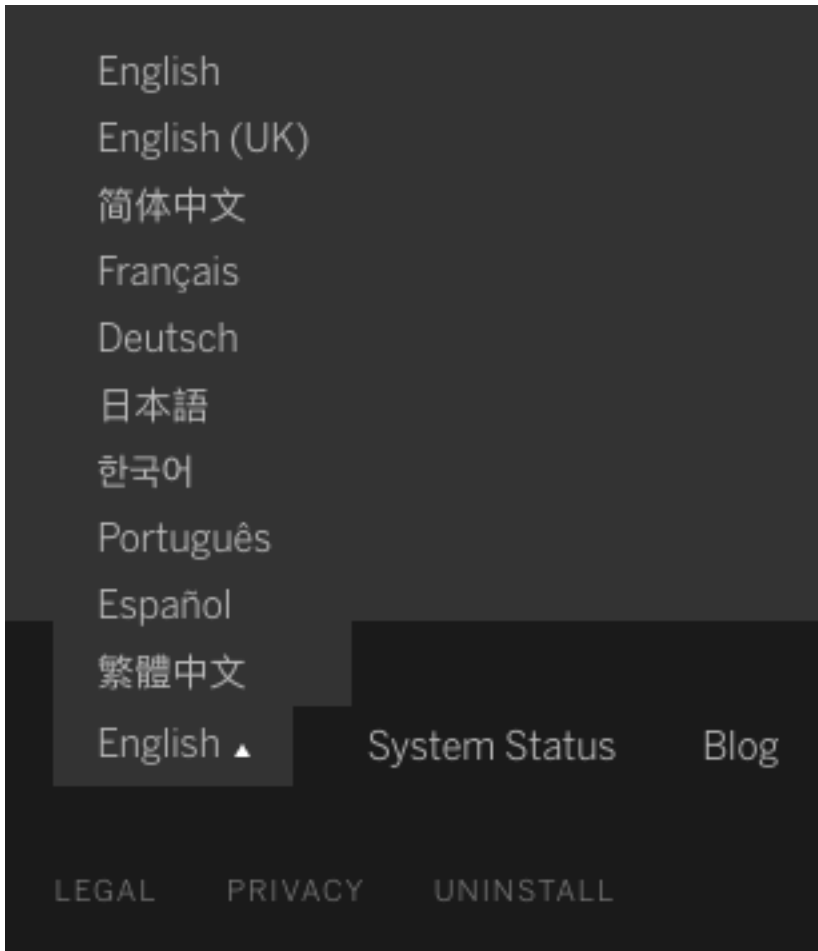 English
English (UK)
简体中文
Français
Deutsch
日本語
한국어
Português
Español
繁體中文
English ▲ System Status Blog
LEGAL PRIVACY UNINSTALL